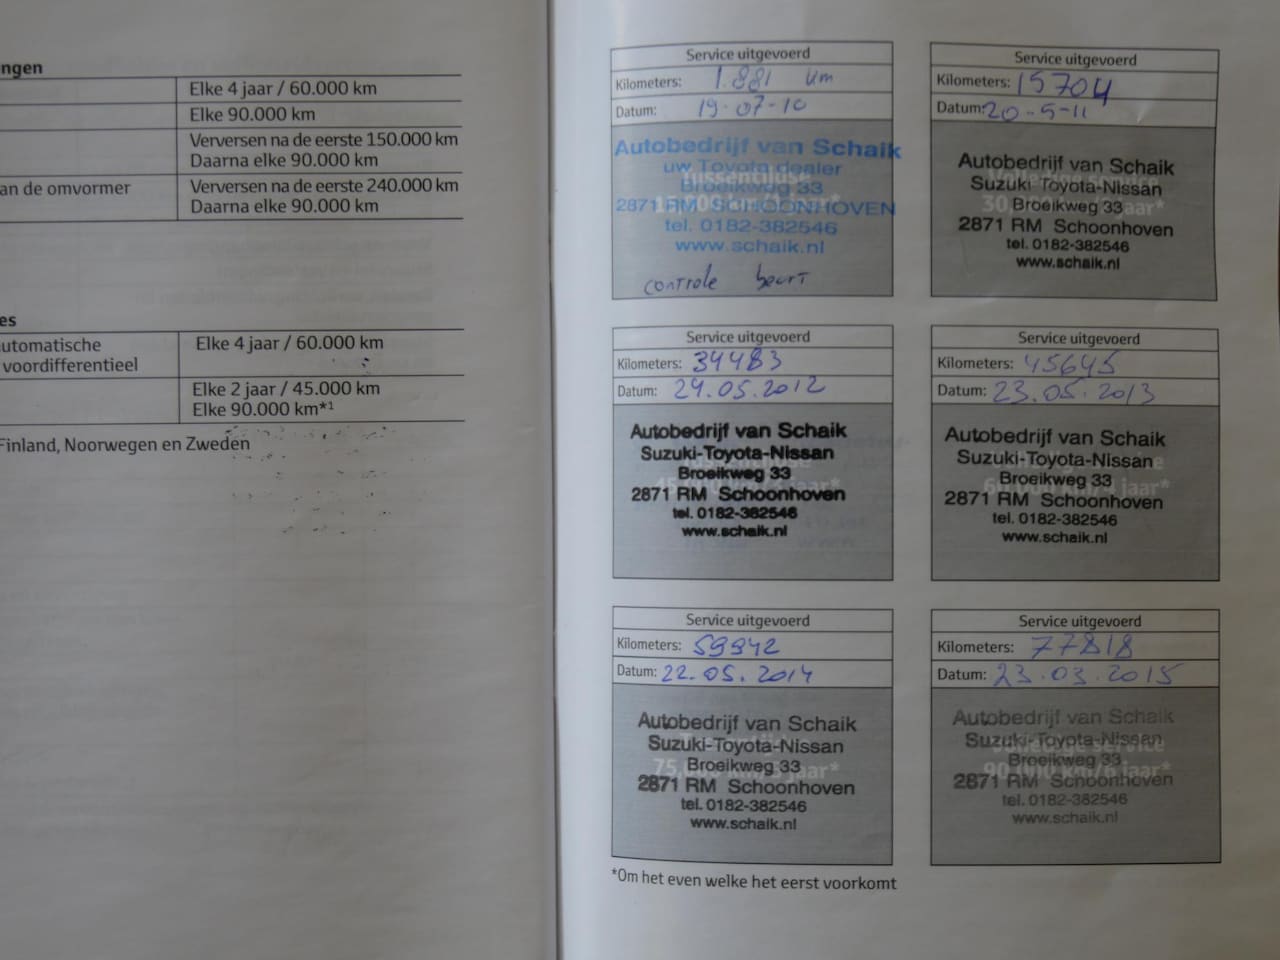 ngen
Elke 4 jaar / 60.000 km
Elke 90.000 km
Verversen na de eerste 150.000 km
Daarna elke 90.000 km
an de omvormer
Verversen na de eerste 240.000 km
Daarna elke 90.000 km
es
utomatische
voordifferentieel
Elke 4 jaar / 60.000 km
Elke 2 jaar / 45.000 km
Elke 90.000 km*1
Finland, Noorwegen en Zweden
Service uitgevoerd
Kilometers: 1.881 km
Datum: 19-07-10
Autobedrijf van Schaik
uw Toyota dealer
Broeikweg 33
2871 RM SCHOONHOVEN
tel. 0182-382546
www.schaik.nl
controle beurt
Service uitgevoerd
Kilometers: 15704
Datum: 20-5-11
Autobedrijf van Schaik
Suzuki-Toyota-Nissan
Broeikweg 33
2871 RM Schoonhoven
tel. 0182-382546
www.schaik.nl
Service uitgevoerd
Kilometers: 34483
Datum: 24.05.2012
Autobedrijf van Schaik
Suzuki-Toyota-Nissan
Broeikweg 33
2871 RM Schoonhoven
tel. 0182-382546
www.schaik.nl
Service uitgevoerd
Kilometers: 45645
Datum: 23.05.2013
Autobedrijf van Schaik
Suzuki-Toyota-Nissan
Broeikweg 33
2871 RM Schoonhoven
tel. 0182-382546
www.schaik.nl
Service uitgevoerd
Kilometers: 59942
Datum: 22.05.2014
Autobedrijf van Schaik
Suzuki-Toyota-Nissan
Broeikweg 33
2871 RM Schoonhoven
tel. 0182-382546
www.schaik.nl
Service uitgevoerd
Kilometers: 77818
Datum: 23.03.2015
Autobedrijf van Schaik
Suzuki-Toyota-Nissan
Broeikweg 33
2871 RM Schoonhoven
tel. 0182-382546
www.schaik.nl
*Om het even welke het eerst voorkomt